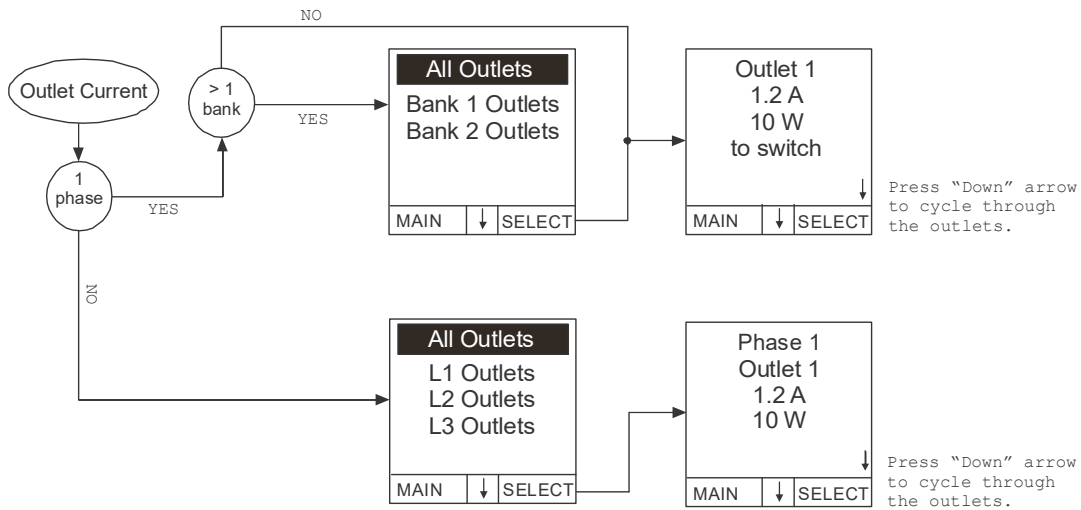 NO
Outlet Current
> 1
bank
YES
All Outlets
Bank 1 Outlets
Bank 2 Outlets
MAIN ↓ SELECT
Outlet 1
1.2 A
10 W
to switch
↓
MAIN ↓ SELECT
Press “Down” arrow
to cycle through
the outlets.
1
phase
YES
NO
All Outlets
L1 Outlets
L2 Outlets
L3 Outlets
MAIN ↓ SELECT
Phase 1
Outlet 1
1.2 A
10 W
↓
MAIN ↓ SELECT
Press “Down” arrow
to cycle through
the outlets.